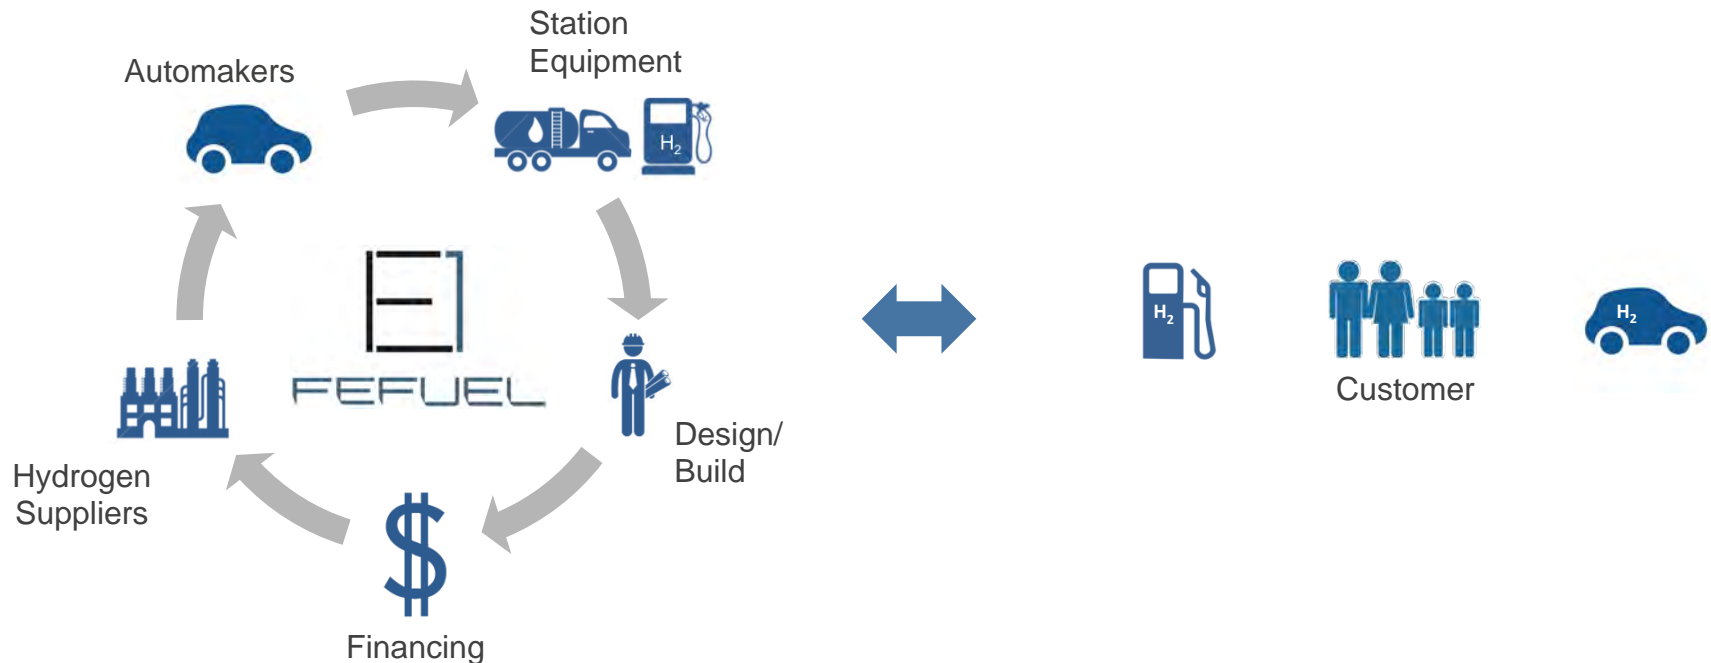 Station
Equipment
Automakers
H₂
FEFUEL
Design/
Build
Hydrogen
Suppliers
$
Financing
H₂
Customer
H₂